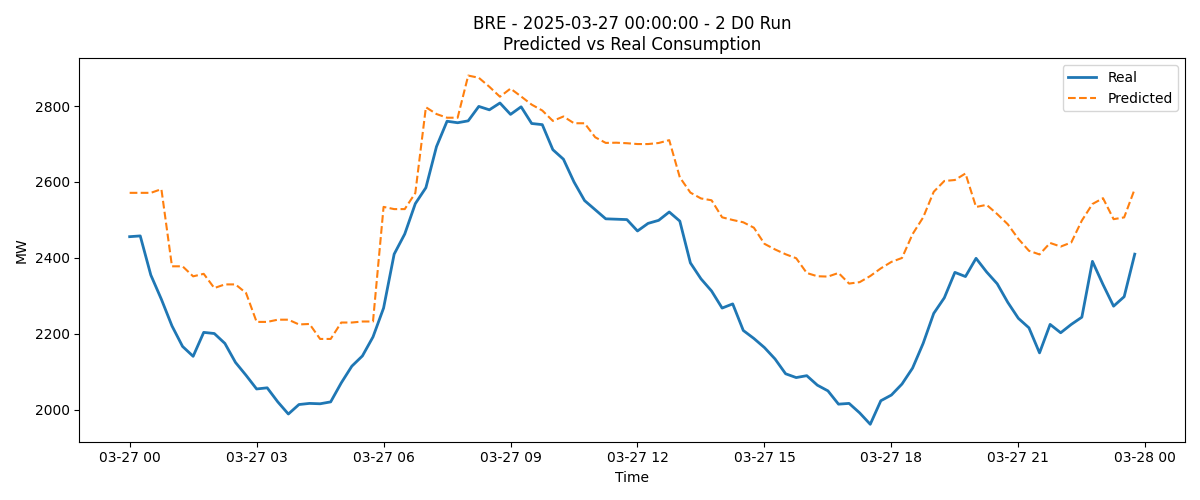 BRE - 2025-03-27 00:00:00 - 2 D0 Run
Predicted vs Real Consumption
Real
Predicted
MW
2800
2600
2400
2200
2000
03-27 00
03-27 03
03-27 06
03-27 09
03-27 12
03-27 15
03-27 18
03-27 21
03-28 00
Time